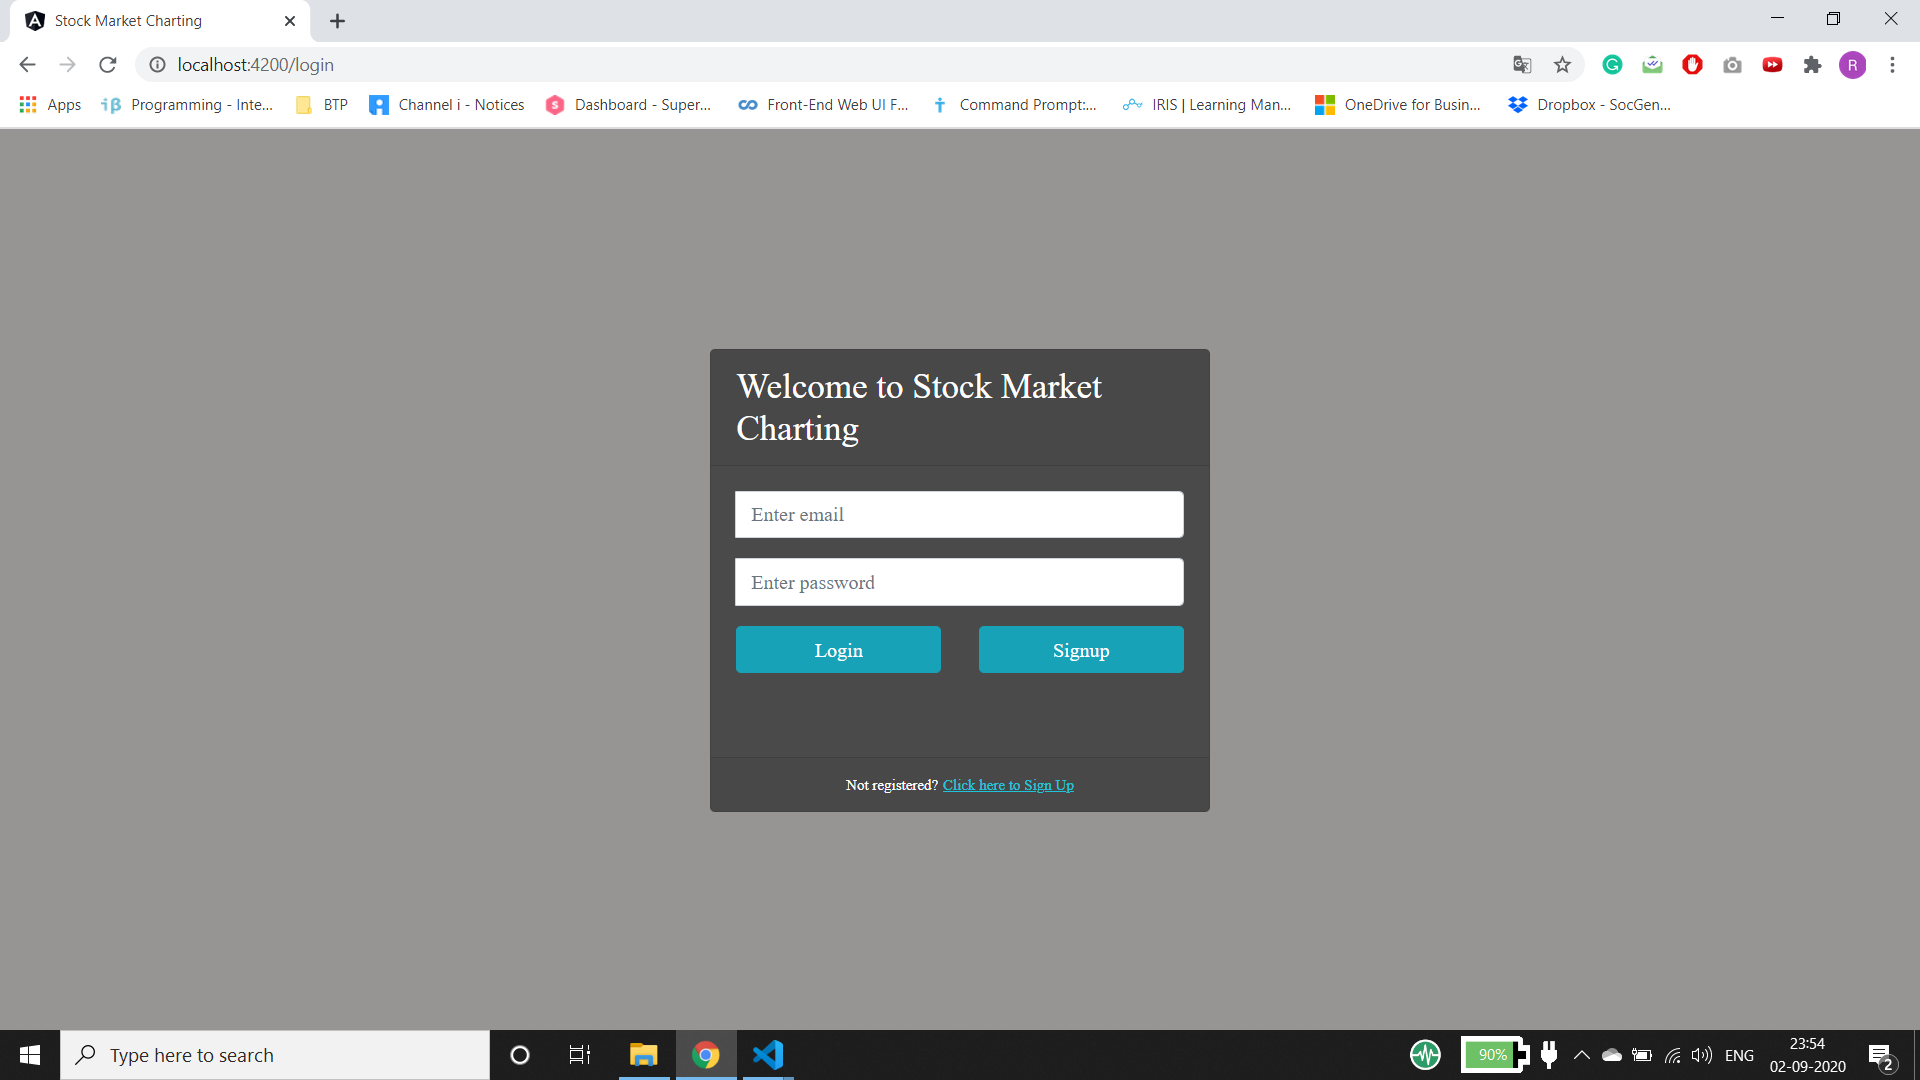 Stock Market Charting
localhost:4200/login
R
Apps
Programming - Inte...
BTP
Channel i - Notices
Dashboard - Super...
Front-End Web UI F...
Command Prompt:...
IRIS | Learning Man...
OneDrive for Busin...
Dropbox - SocGen...
Welcome to Stock Market
Charting
Enter email
Enter password
Login
Signup
Not registered? Click here to Sign Up
Type here to search
90%
ENG
23:54
02-09-2020
2